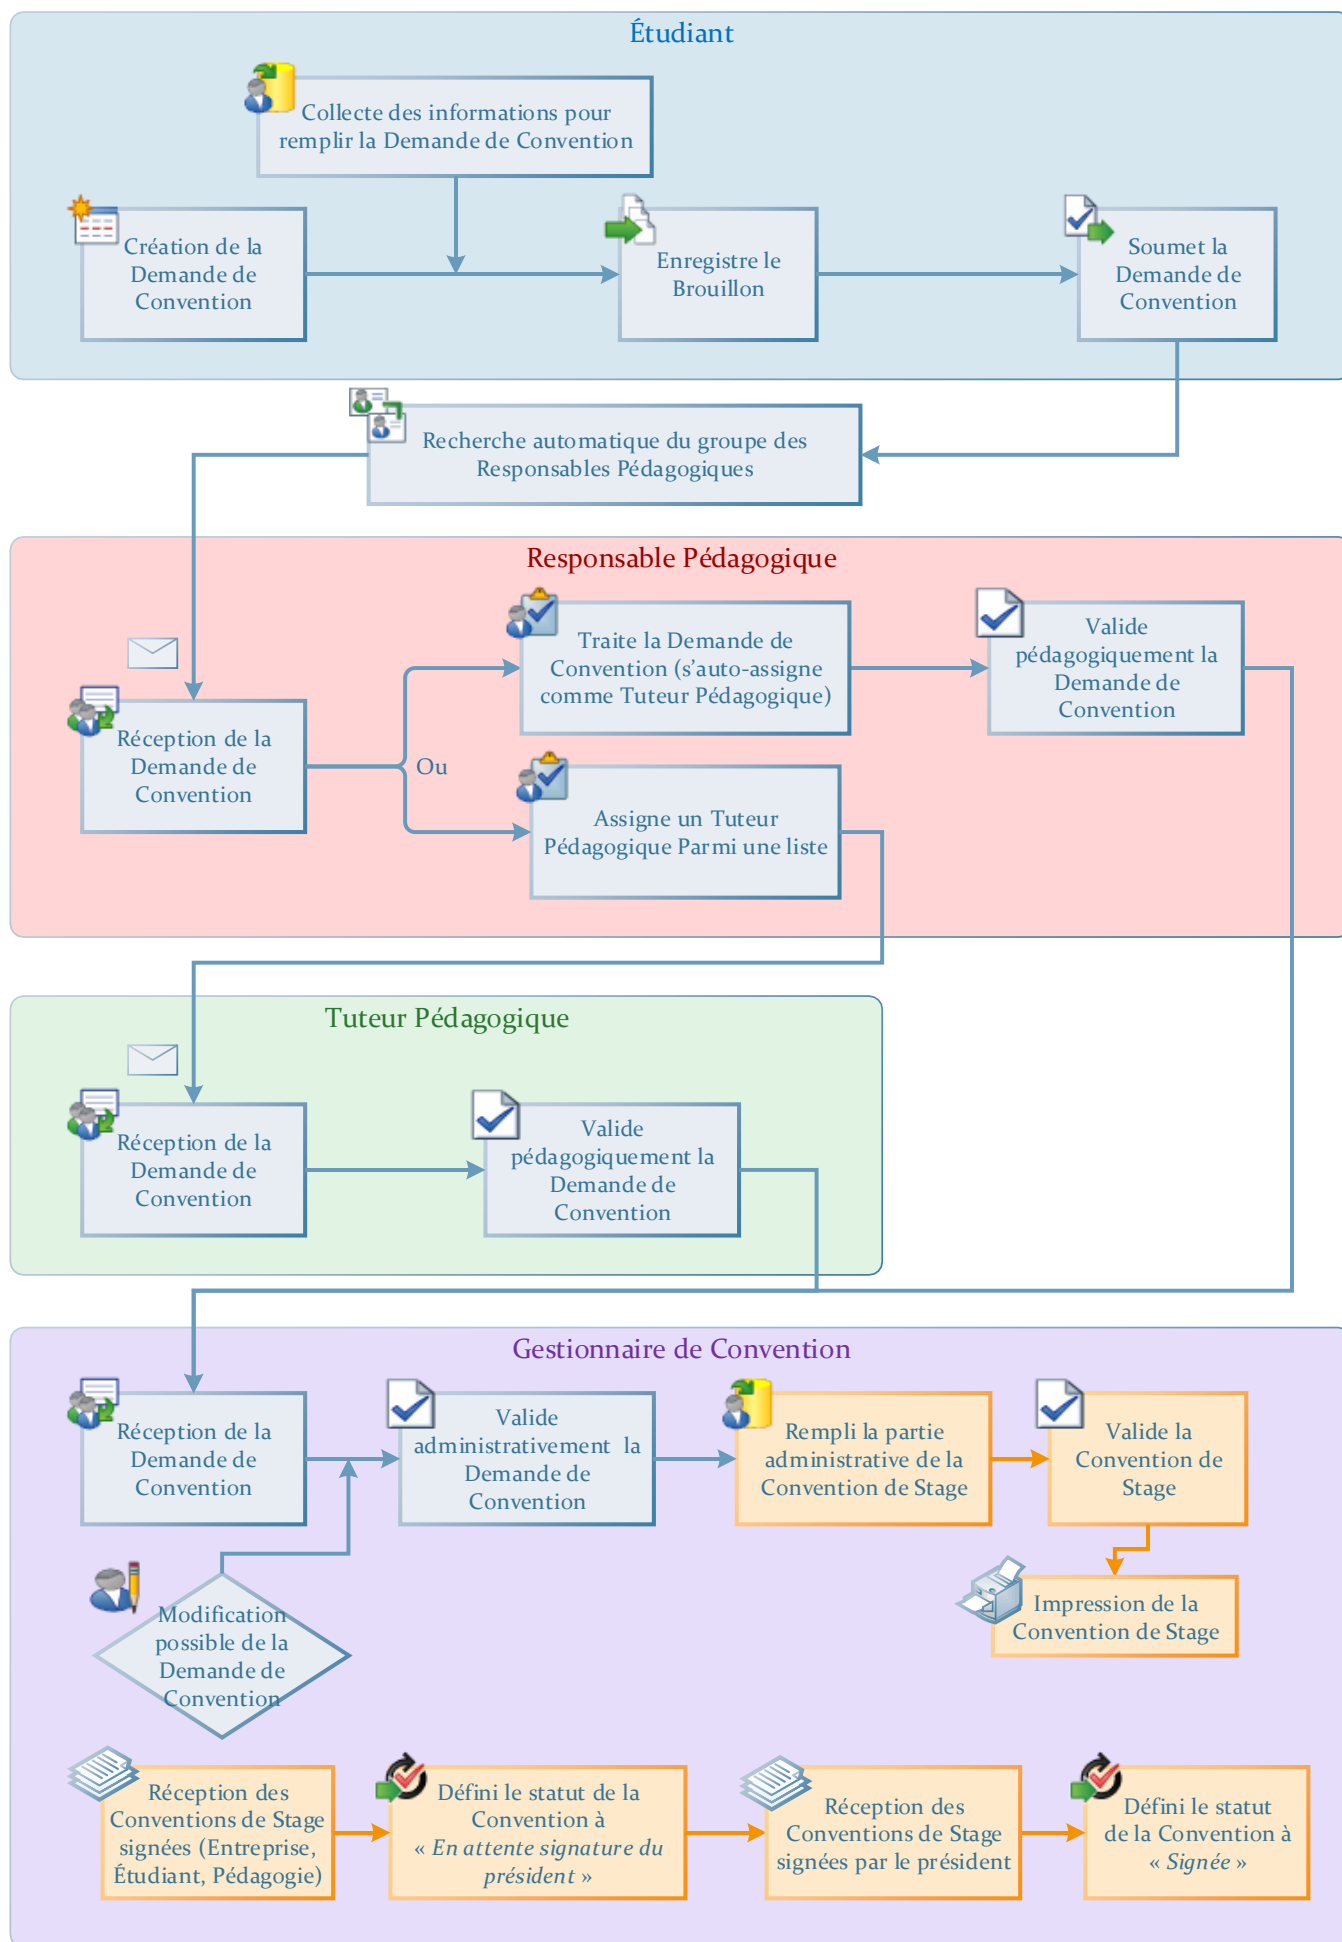 Étudiant
Collecte des informations pour
remplir la Demande de Convention
Création de la
Demande de
Convention
Enregistre le
Brouillon
Soumet la
Demande de
Convention
Recherche automatique du groupe des
Responsables Pédagogiques
Responsable Pédagogique
Réception de la
Demande de
Convention
Ou
Traite la Demande de
Convention (s'auto-assigne
comme Tuteur Pédagogique)
Valide
pédagogiquement la
Demande de
Convention
Assigne un Tuteur
Pédagogique Parmi une liste
Tuteur Pédagogique
Réception de la
Demande de
Convention
Valide
pédagogiquement la
Demande de
Convention
Gestionnaire de Convention
Réception de la
Demande de
Convention
Valide
administrativement la
Demande de
Convention
Rempli la partie
administrative de la
Convention de Stage
Valide la
Convention de
Stage
Modification
possible de la
Demande de
Convention
Impression de la
Convention de Stage
Réception des
Conventions de Stage
signées (Entreprise,
Étudiant, Pédagogie)
Défini le statut de la
Convention à
« En attente signature du
président »
Réception des
Conventions de Stage
signées par le président
Défini le statut
de la Convention à
« Signée »